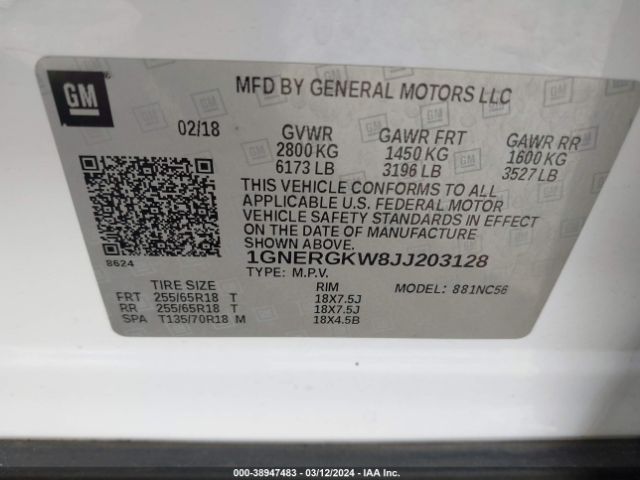 GM
MFD BY GENERAL MOTORS LLC
02/18 GVWR GAWR FRT GAWR RR
2800 KG 1450 KG 1600 KG
6173 LB 3196 LB 3527 LB
THIS VEHICLE CONFORMS TO ALL
APPLICABLE U.S. FEDERAL MOTOR
VEHICLE SAFETY STANDARDS IN EFFECT
ON THE DATE OF MANUFACTURE
SHOWN ABOVE.
8624
1GNERGKW8JJ203128
TYPE: M.P.V. MODEL: 881NC56
TIRE SIZE RIM
FRT 255/65R18 T 18X7.5J
RR 255/65R18 T 18X7.5J
SPA T135/70R18 M 18X4.5B
000-38947483 - 03/12/2024 - IAA Inc.